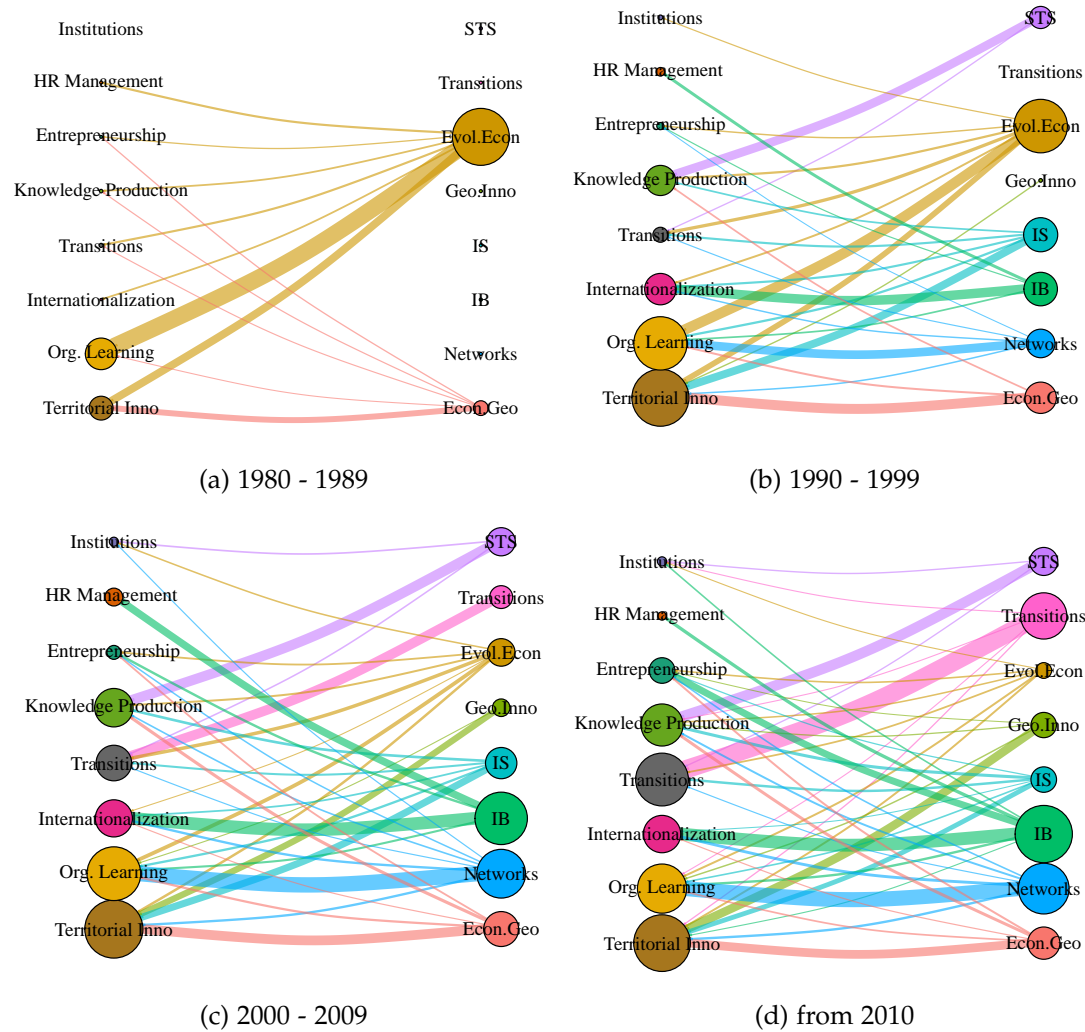 Institutions
HR Management
Entrepreneurship
Knowledge Production
Transitions
Internationalization
Org. Learning
Territorial Inno
STS
Transitions
Evol.Econ
Geo.Inno
IS
IB
Networks
Econ.Geo
(a) 1980 - 1989
Institutions
HR Management
Entrepreneurship
Knowledge Production
Transitions
Internationalization
Org. Learning
Territorial Inno
STS
Transitions
Evol.Econ
Geo.Inno
IS
IB
Networks
Econ.Geo
(b) 1990 - 1999
Institutions
HR Management
Entrepreneurship
Knowledge Production
Transitions
Internationalization
Org. Learning
Territorial Inno
STS
Transitions
Evol.Econ
Geo.Inno
IS
IB
Networks
Econ.Geo
(c) 2000 - 2009
Institutions
HR Management
Entrepreneurship
Knowledge Production
Transitions
Internationalization
Org. Learning
Territorial Inno
STS
Transitions
Evol.Econ
Geo.Inno
IS
IB
Networks
Econ.Geo
(d) from 2010